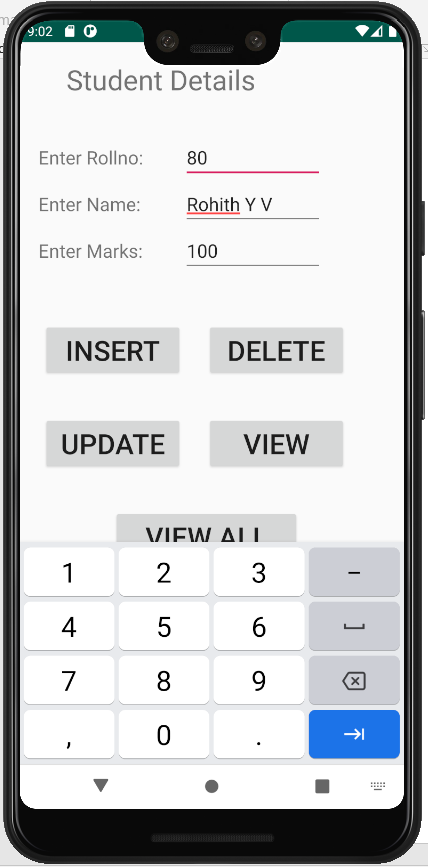 9:02
Student Details
Enter Rollno: 80
Enter Name: Rohith Y V
Enter Marks: 100
INSERT DELETE
UPDATE VIEW
VIEW ALL
1 2 3 –
4 5 6
7 8 9
, 0 .